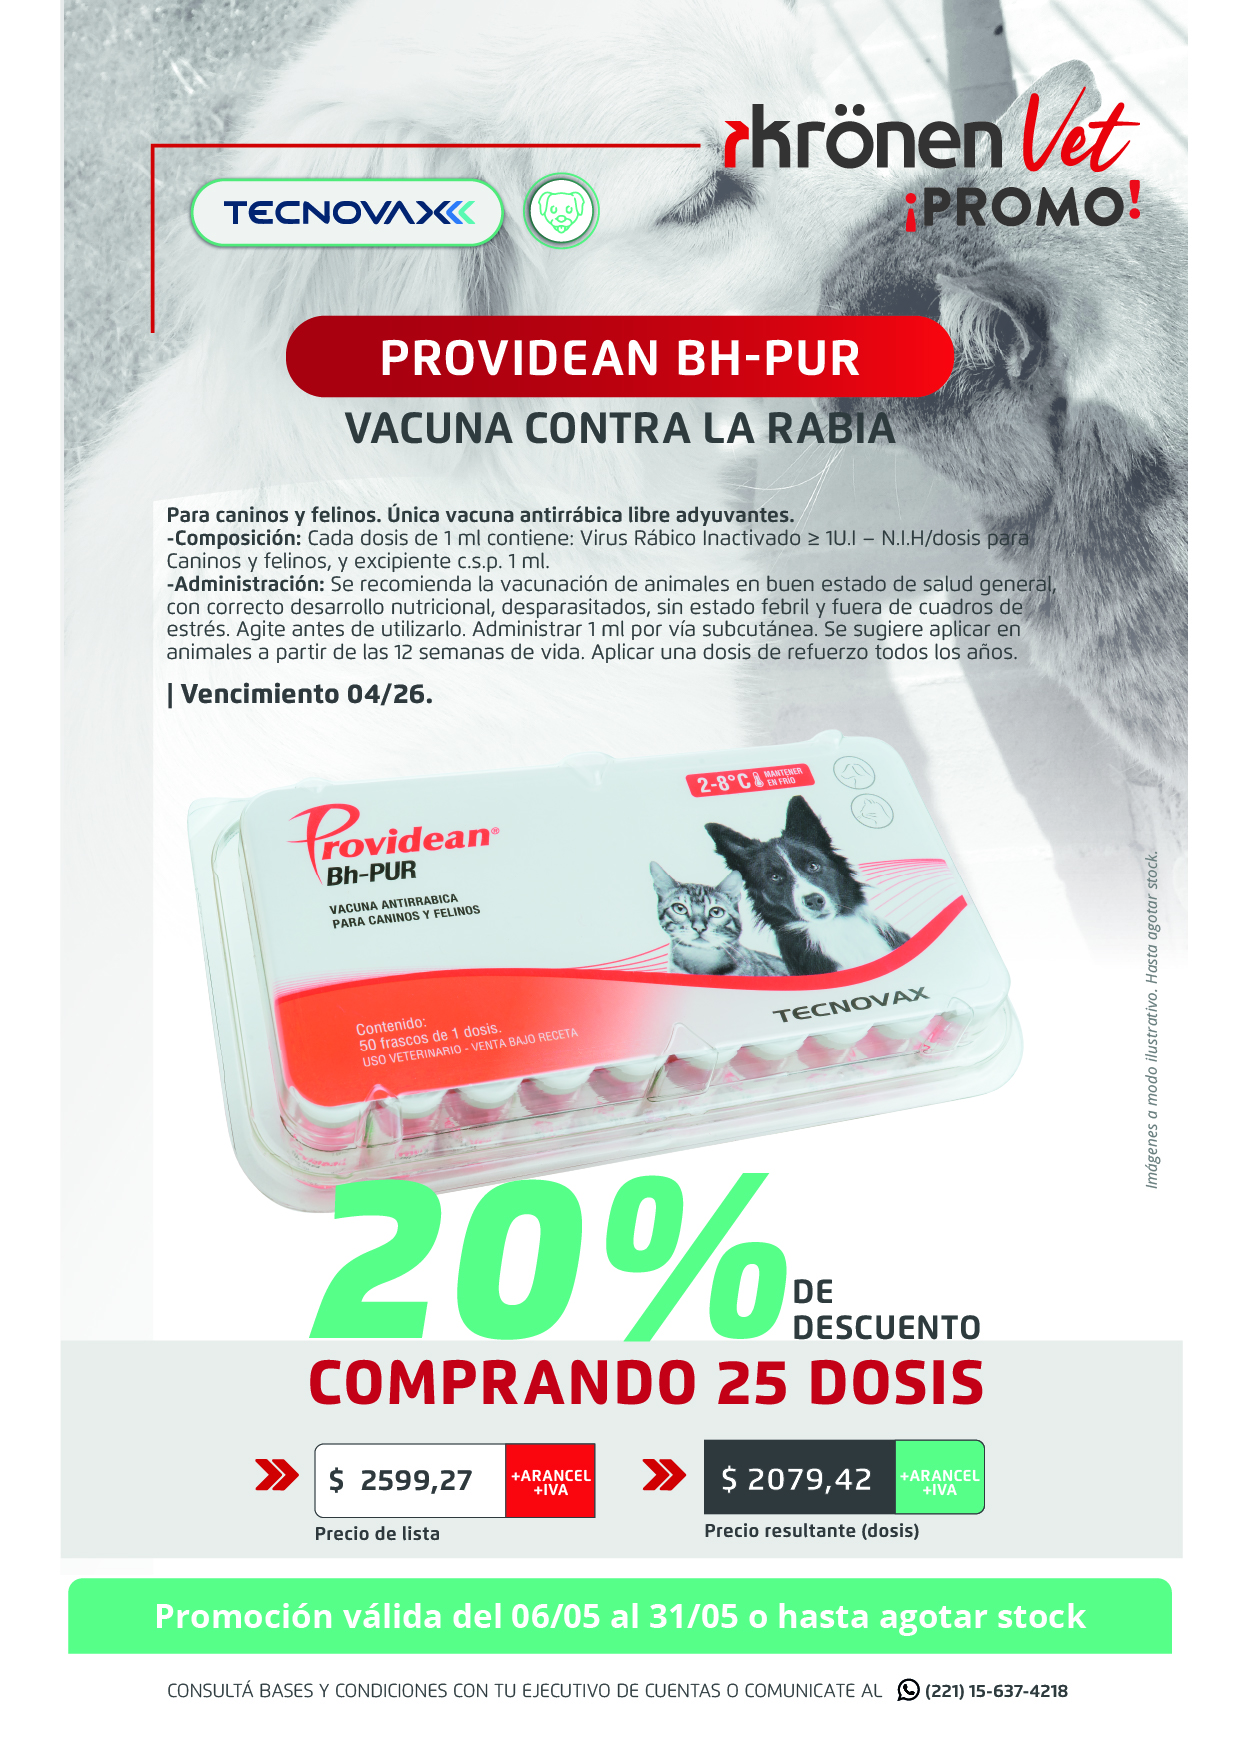 krönen Vet
¡PROMO!
TECNOVAX
PROVIDEAN BH-PUR
VACUNA CONTRA LA RABIA
Para caninos y felinos. Única vacuna antirrábica libre adyuvantes.
-Composición: Cada dosis de 1 ml contiene: Virus Rábico Inactivado ≥ 1U.I – N.I.H/dosis para
Caninos y felinos, y excipiente c.s.p. 1 ml.
-Administración: Se recomienda la vacunación de animales en buen estado de salud general,
con correcto desarrollo nutricional, desparasitados, sin estado febril y fuera de cuadros de
estrés. Agite antes de utilizarlo. Administrar 1 ml por vía subcutánea. Se sugiere aplicar en
animales a partir de las 12 semanas de vida. Aplicar una dosis de refuerzo todos los años.
| Vencimiento 04/26.
2-8°C MANTENER
EN FRIO
Providean®
Bh-PUR
VACUNA ANTIRRABICA
PARA CANINOS Y FELINOS
TECNOVAX
Contenido:
50 frascos de 1 dosis.
USO VETERINARIO - VENTA BAJO RECETA
Imágenes a modo ilustrativo. Hasta agotar stock.
20%
DE
DESCUENTO
COMPRANDO 25 DOSIS
$ 2599,27 +ARANCEL
+IVA
Precio de lista
$ 2079,42 +ARANCEL
+IVA
Precio resultante (dosis)
Promoción válida del 06/05 al 31/05 o hasta agotar stock
CONSULTÁ BASES Y CONDICIONES CON TU EJECUTIVO DE CUENTAS O COMUNICATE AL (221) 15-637-4218